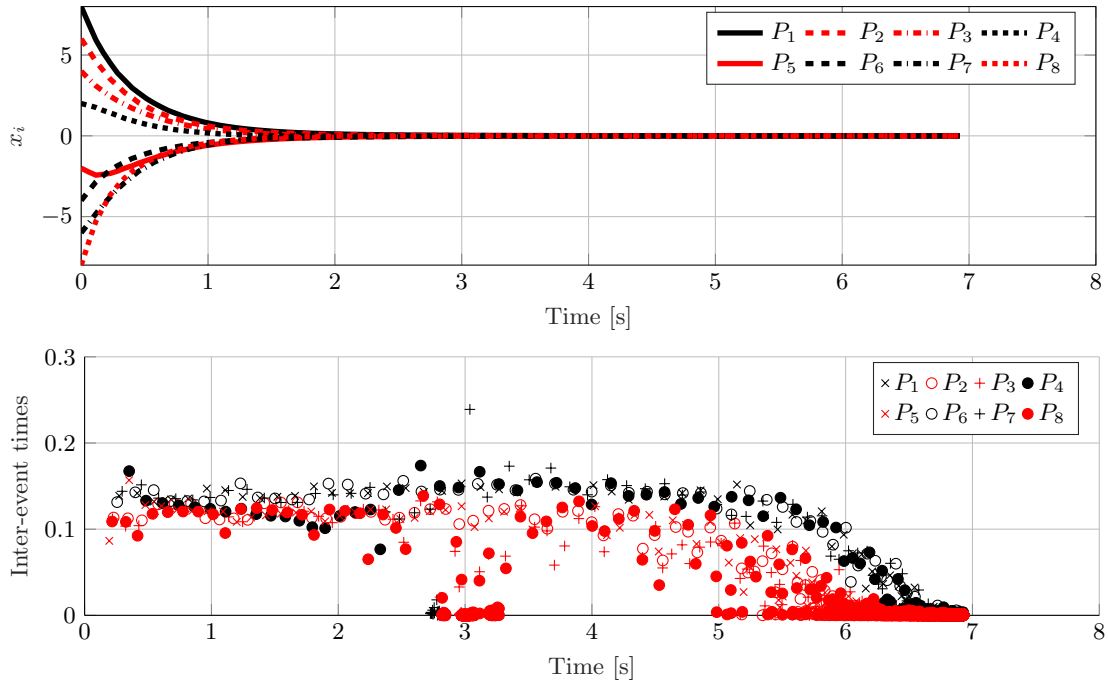 5
0
−5
x_i
P_1 P_2 P_3 P_4
P_5 P_6 P_7 P_8
0 1 2 3 4 5 6 7 8
Time [s]
0.3
0.2
0.1
0
Inter-event times
P_1 P_2 P_3 P_4
P_5 P_6 P_7 P_8
0 1 2 3 4 5 6 7 8
Time [s]